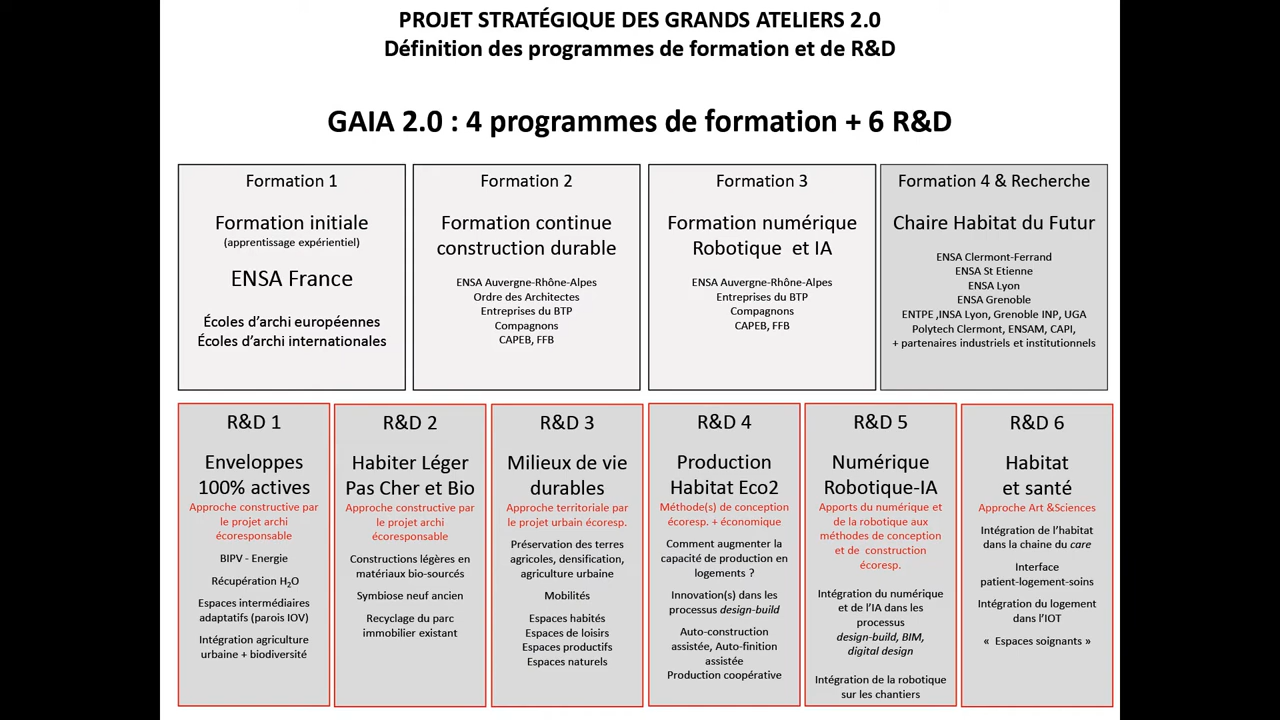 PROJET STRATÉGIQUE DES GRANDS ATELIERS 2.0
Définition des programmes de formation et de R&D
GAIA 2.0 : 4 programmes de formation + 6 R&D
Formation 1
Formation initiale
(apprentissage expérientiel)
ENSA France
Écoles d’archi européennes
Écoles d’archi internationales
Formation 2
Formation continue
construction durable
ENSA Auvergne-Rhône-Alpes
Ordre des Architectes
Entreprises du BTP
Compagnons
CAPEB, FFB
Formation 3
Formation numérique
Robotique et IA
ENSA Auvergne-Rhône-Alpes
Entreprises du BTP
Compagnons
CAPEB, FFB
Formation 4 & Recherche
Chaire Habitat du Futur
ENSA Clermont-Ferrand
ENSA St Etienne
ENSA Lyon
ENSA Grenoble
ENTPE ,INSA Lyon, Grenoble INP, UGA
Polytech Clermont, ENSAM, CAPI,
+ partenaires industriels et institutionnels
R&D 1
Enveloppes
100% actives
Approche constructive par
le projet archi
écoresponsable
BIPV - Energie
Récupération H₂O
Espaces intermédiaires
adaptatifs (parois IOV)
Intégration agriculture
urbaine + biodiversité
R&D 2
Habiter Léger
Pas Cher et Bio
Approche constructive par
le projet archi
écoresponsable
Constructions légères en
matériaux bio-sourcés
Symbiose neuf ancien
Recyclage du parc
immobilier existant
R&D 3
Milieux de vie
durables
Approche territoriale par
le projet urbain écoresp.
Préservation des terres
agricoles, densification,
agriculture urbaine
Mobilités
Espaces habités
Espaces de loisirs
Espaces productifs
Espaces naturels
R&D 4
Production
Habitat Eco2
Méthode(s) de conception
écoresp. + économique
Comment augmenter la
capacité de production en
logements ?
Innovation(s) dans les
processus design-build
Auto-construction
assistée, Auto-finition
assistée
Production coopérative
R&D 5
Numérique
Robotique-IA
Apports du numérique et
de la robotique aux
méthodes de conception
et de construction
écoresp.
Intégration du numérique
et de l’IA dans les
processus
design-build, BIM,
digital design
Intégration de la robotique
sur les chantiers
R&D 6
Habitat
et santé
Approche Art &Sciences
Intégration de l’habitat
dans la chaine du care
Interface
patient-logement-soins
Intégration du logement
dans l’IOT
« Espaces soignants »